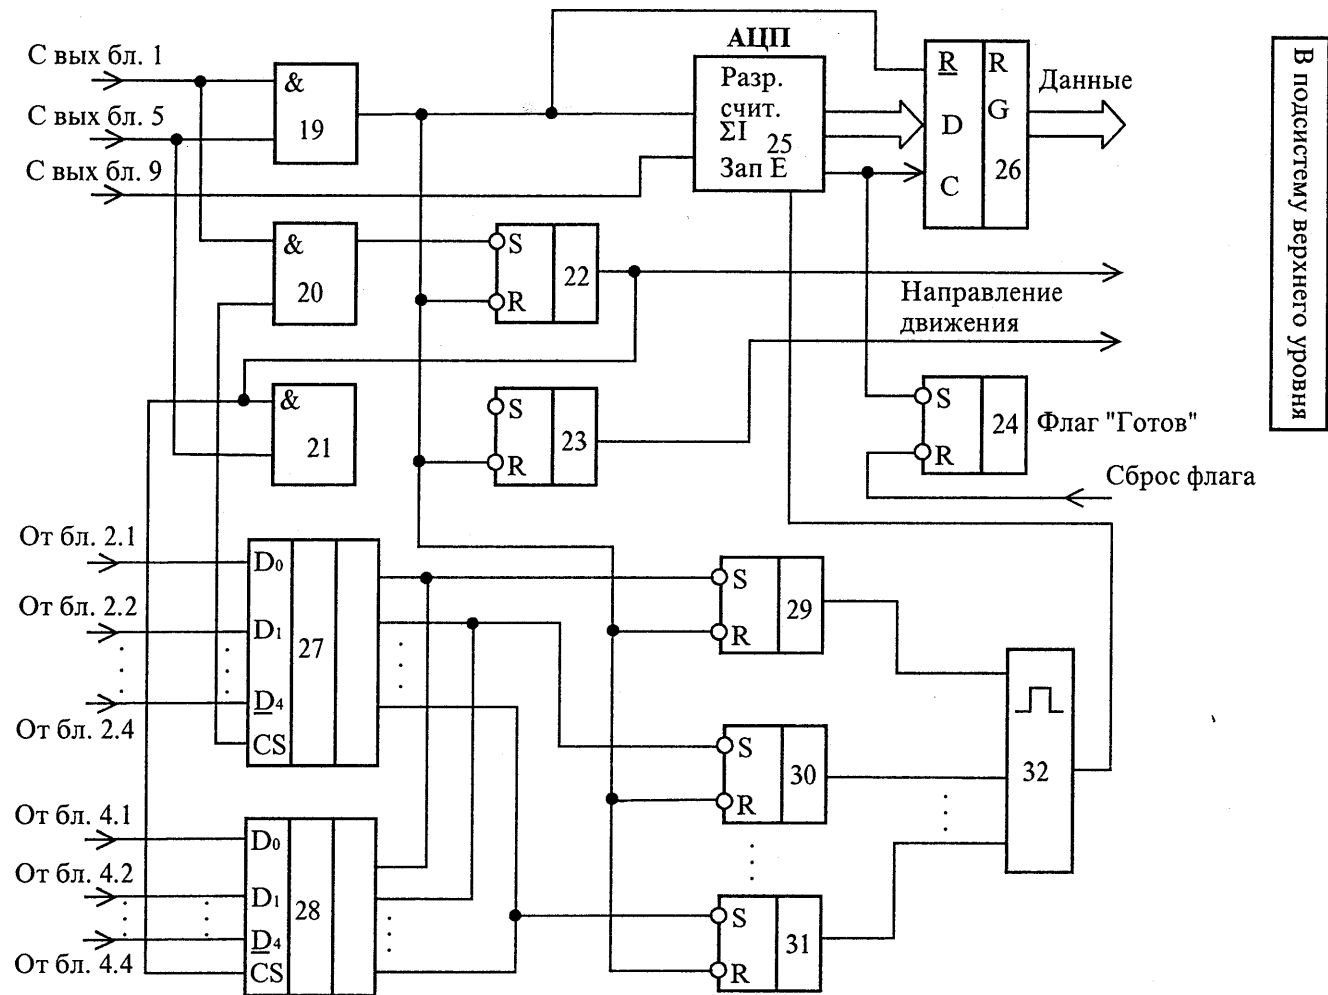 С вых бл. 1
С вых бл. 5
С вых бл. 9
&
19
АЦП
Разр.
счит.
ΣI
25
Зап Е
R
D
C
R
G
26
Данные
&
20
S
R
22
Направление
движения
&
21
S
R
23
S
R
24
Флаг "Готов"
Сброс флага
В подсистему верхнего уровня
От бл. 2.1
От бл. 2.2
От бл. 2.4
D0
D1
D4
CS
27
S
R
29
S
R
30
32
От бл. 4.1
От бл. 4.2
От бл. 4.4
D0
D1
D4
CS
28
S
R
31